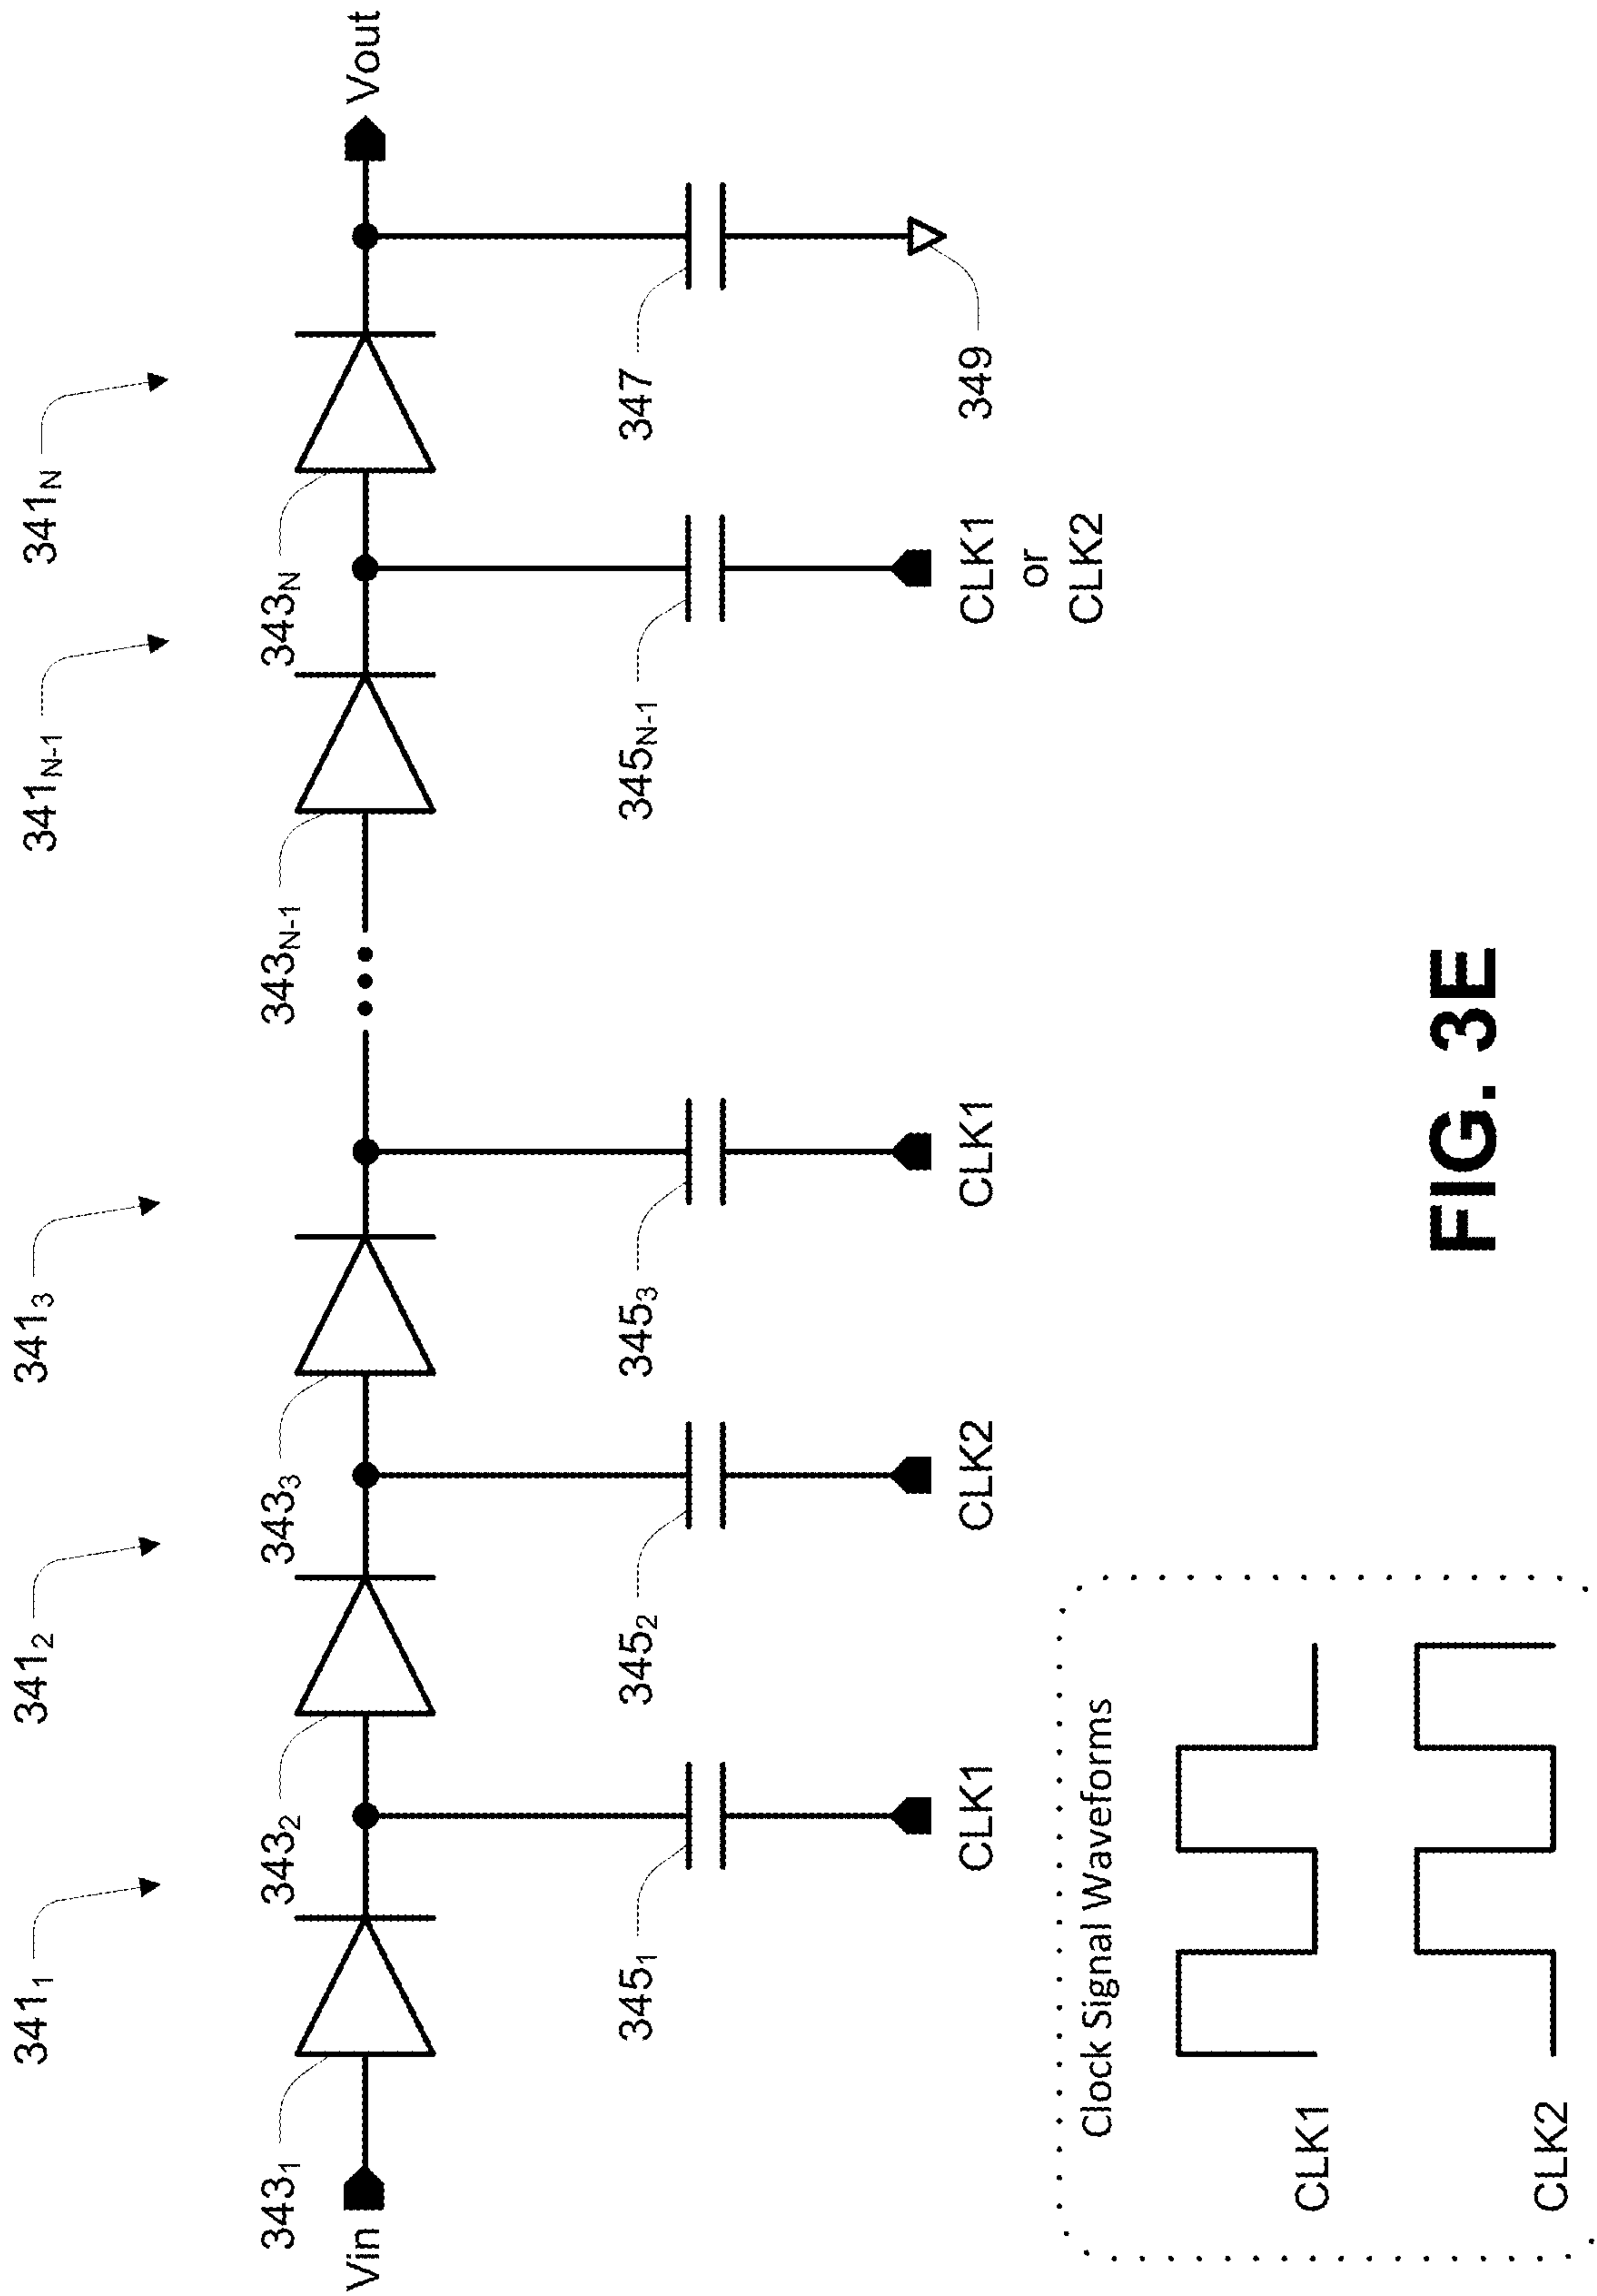 341₁
341₂
341₃
341N-1
341N
343₁
343₂
343₃
343N-1
343N
Vin
Vout
345₁
345₂
345₃
345N-1
347
CLK1
CLK2
CLK1
CLK1
or
CLK2
349
Clock Signal Waveforms
CLK1
CLK2
FIG. 3E